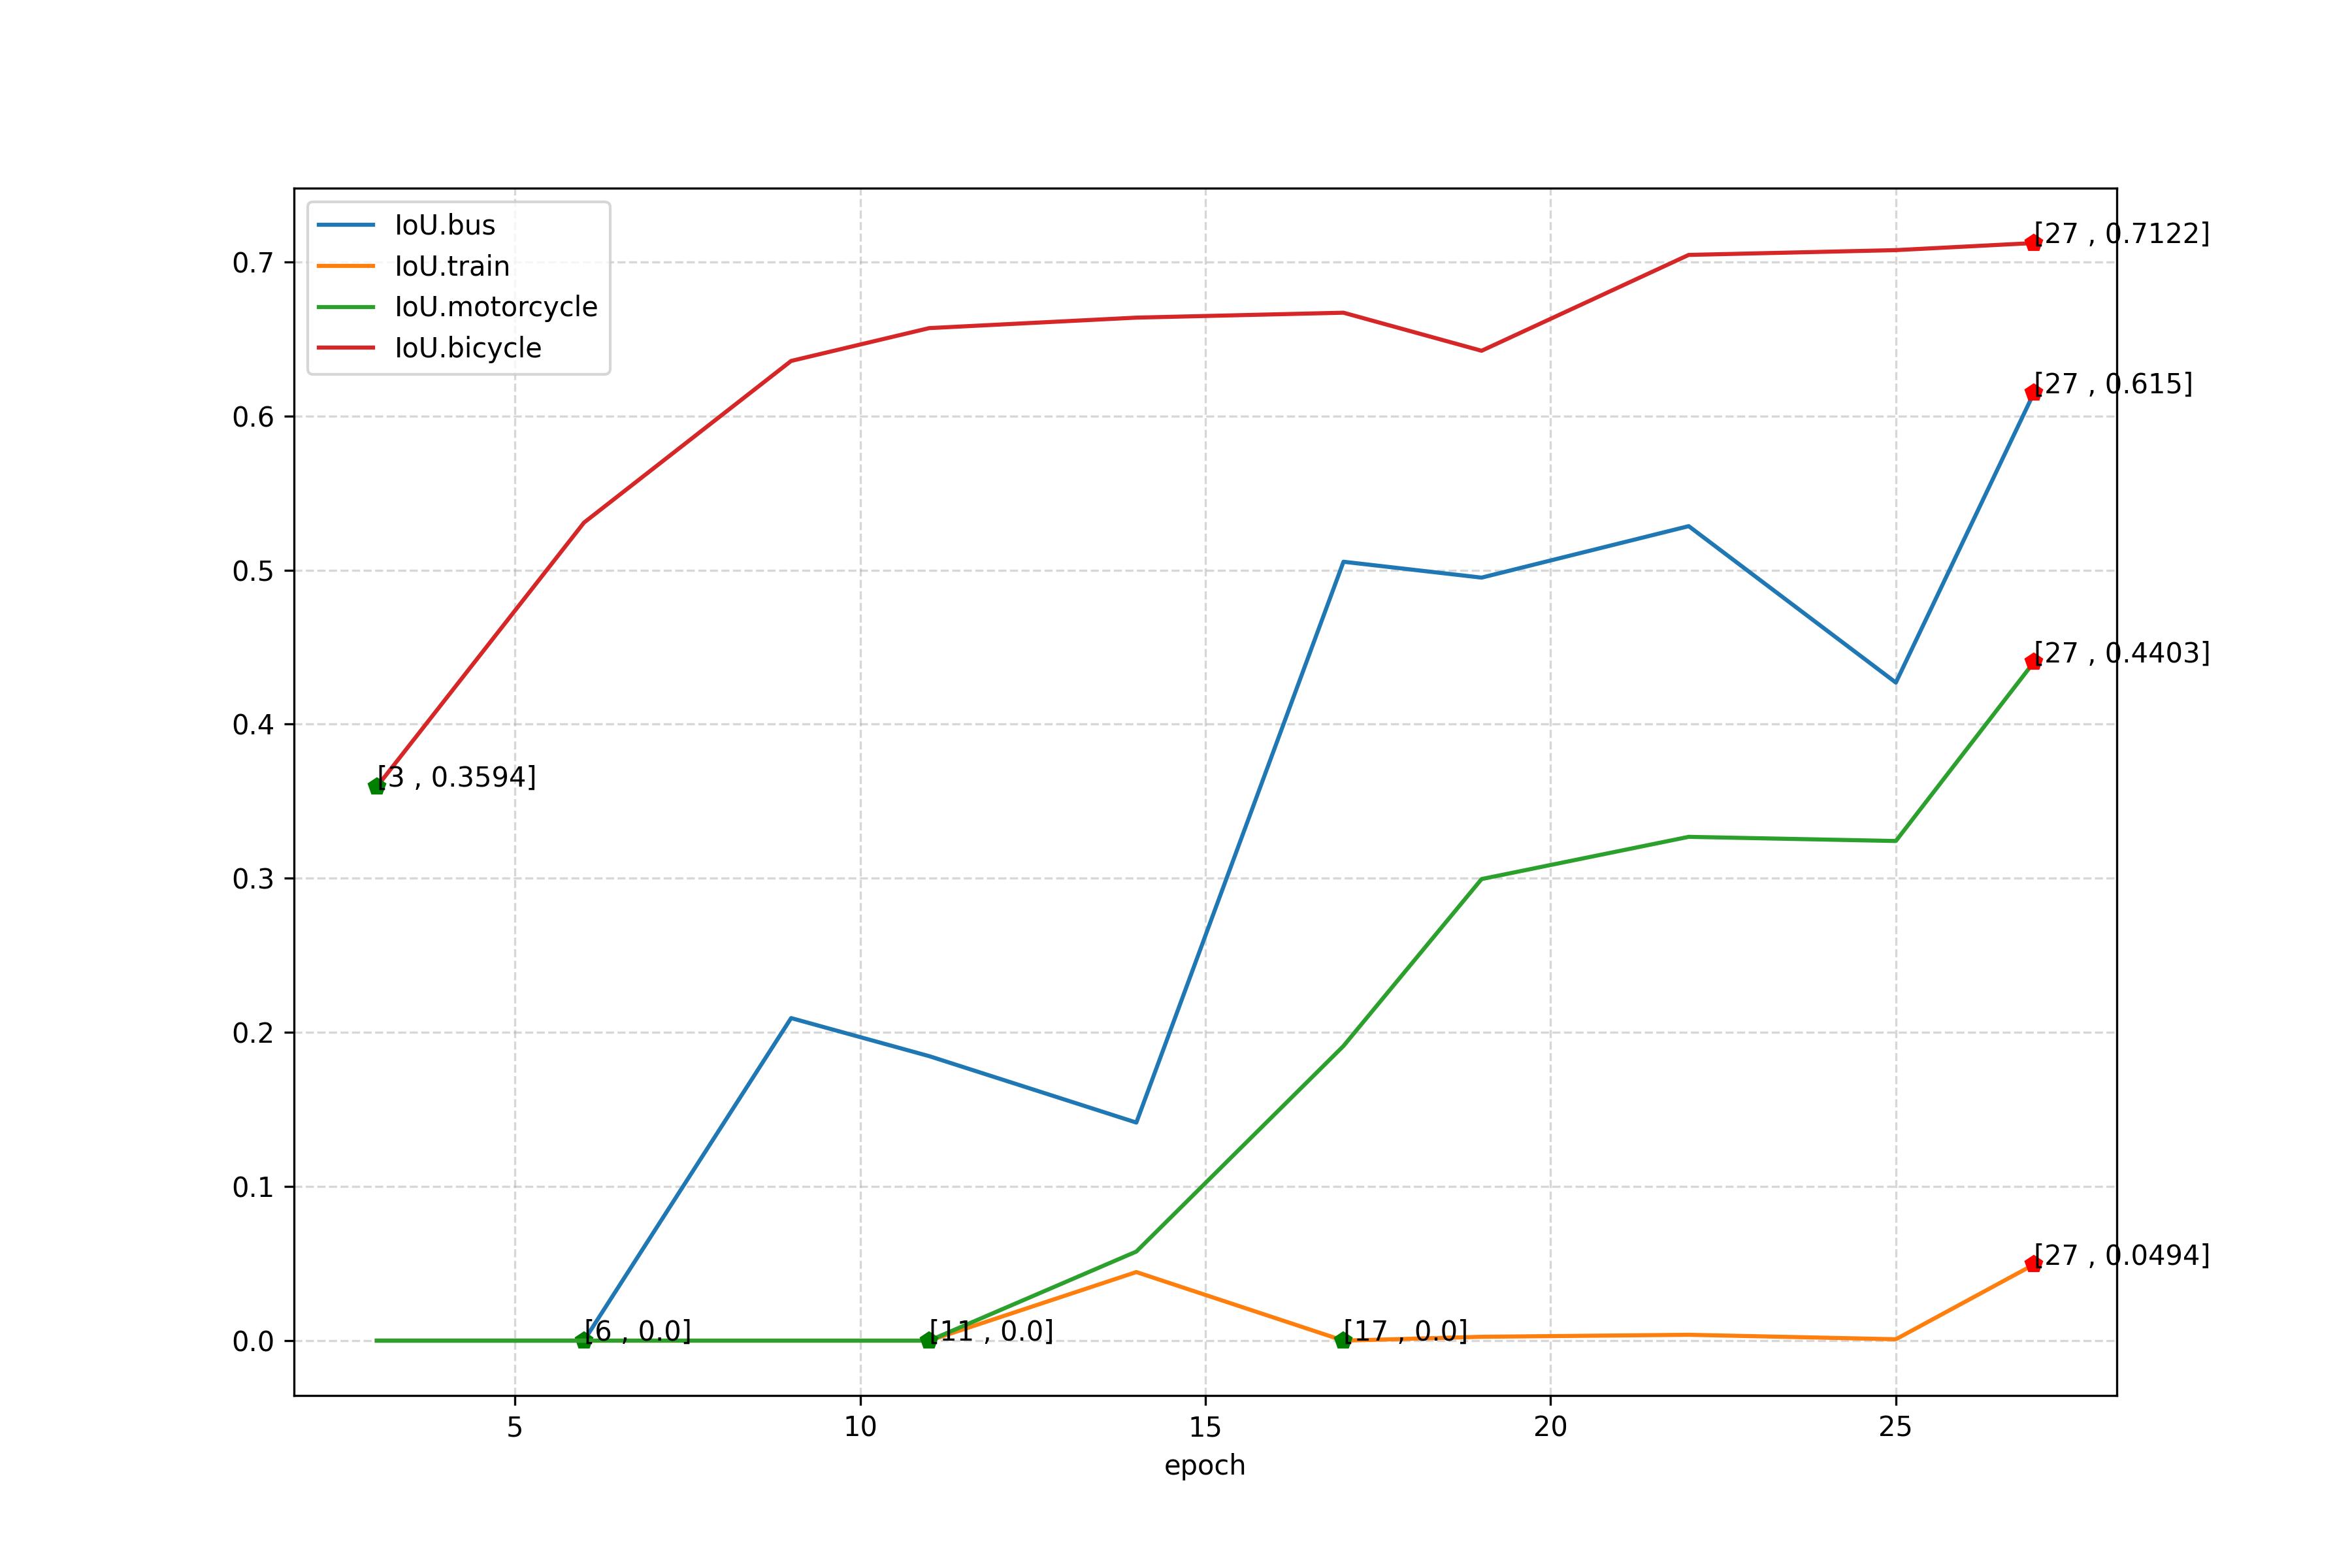 IoU.bus
IoU.train
IoU.motorcycle
IoU.bicycle
0.7
0.6
0.5
0.4
0.3
0.2
0.1
0.0
[27 , 0.7122]
[27 , 0.615]
[27 , 0.4403]
[3 , 0.3594]
[27 , 0.0494]
[6 , 0.0]
[11 , 0.0]
[17 , 0.0]
5
10
15
20
25
epoch